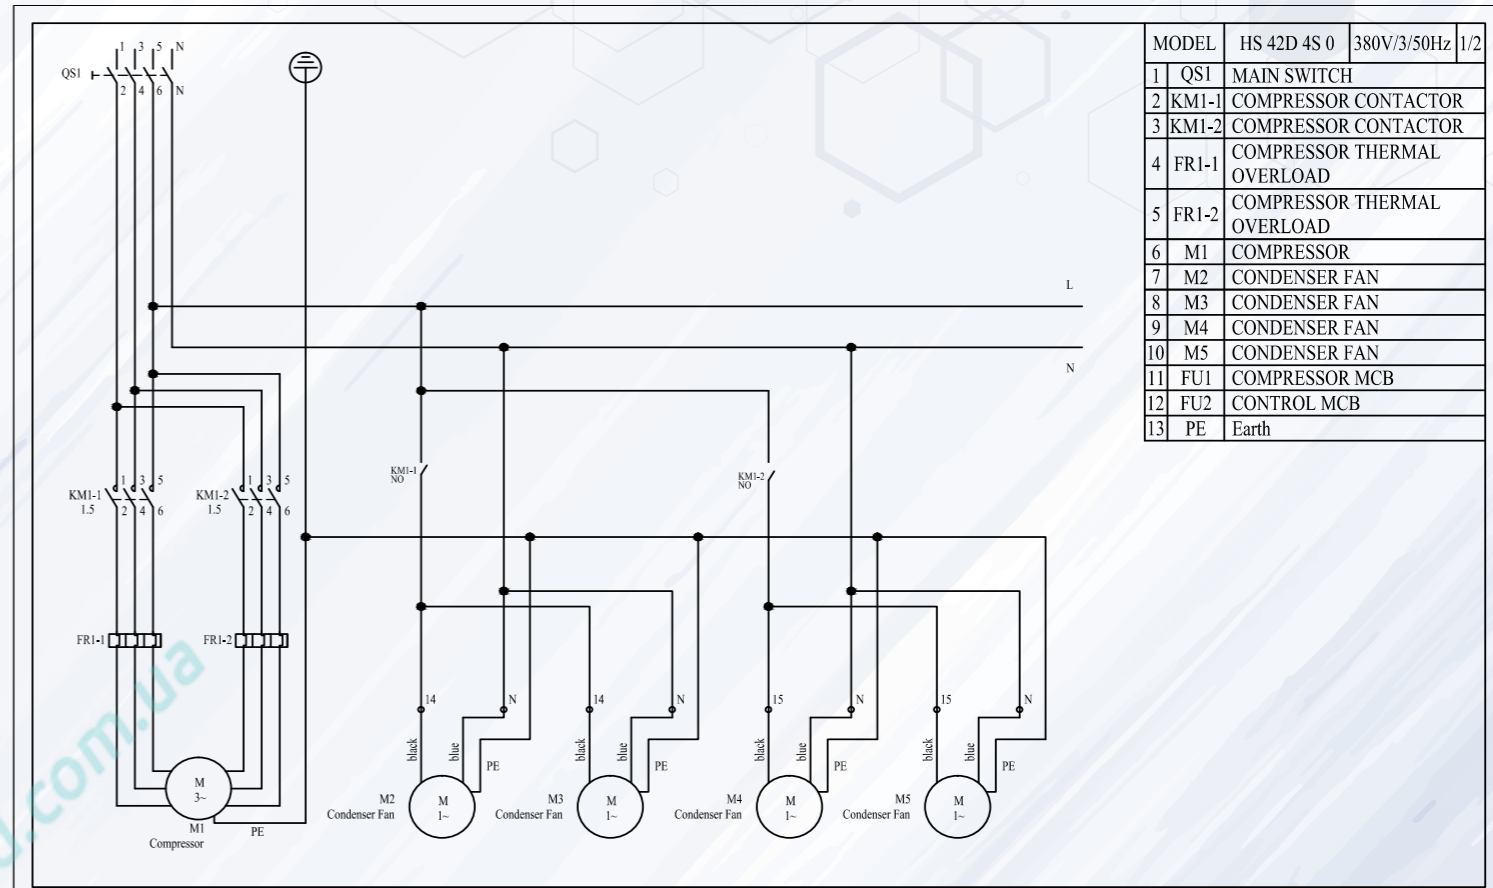 1 3 5 N
QS1
2 4 6 N
MODEL HS 42D 4S 0 380V/3/50Hz 1/2
1 QS1 MAIN SWITCH
2 KM1-1 COMPRESSOR CONTACTOR
3 KM1-2 COMPRESSOR CONTACTOR
4 FR1-1 COMPRESSOR THERMAL
OVERLOAD
5 FR1-2 COMPRESSOR THERMAL
OVERLOAD
6 M1 COMPRESSOR
7 M2 CONDENSER FAN
8 M3 CONDENSER FAN
9 M4 CONDENSER FAN
10 M5 CONDENSER FAN
11 FU1 COMPRESSOR MCB
12 FU2 CONTROL MCB
13 PE Earth
L
N
1 3 5
KM1-1
1.5
2 4 6
1 3 5
KM1-2
1.5
2 4 6
KM1-1
NO
KM1-2
NO
FR1-1
FR1-2
14 N 14 N 15 N 15 N
black blue PE
black blue PE
black blue PE
black blue PE
M
3~
M1
Compressor
PE
M2
Condenser Fan
M
1~
M3
Condenser Fan
M
1~
M4
Condenser Fan
M
1~
M5
Condenser Fan
M
1~
d.com.ua